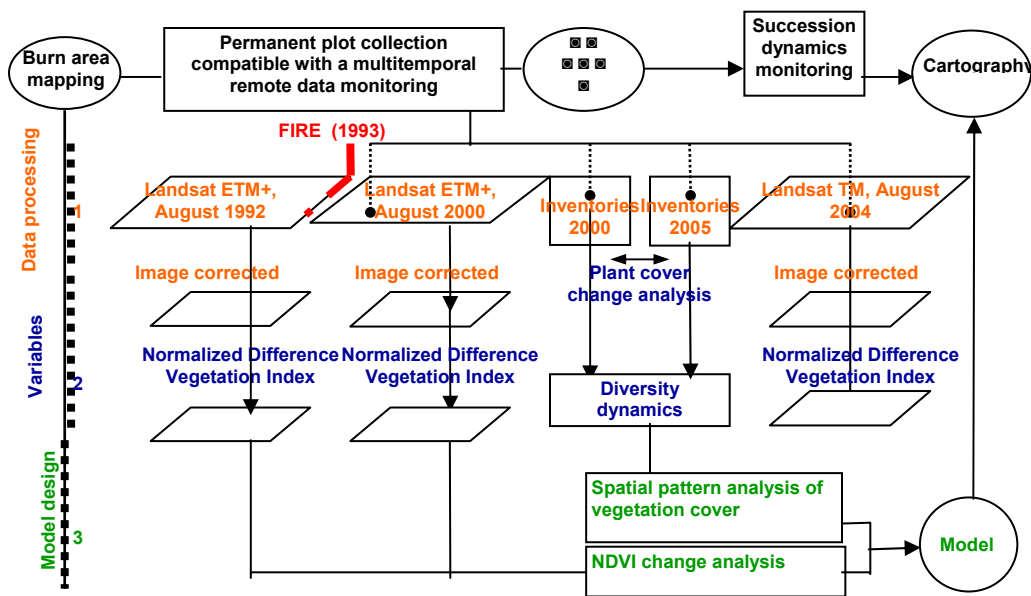 Burn area
mapping
Permanent plot collection
compatible with a multitemporal
remote data monitoring
Succession
dynamics
monitoring
Cartography
FIRE (1993)
Data processing
1
Landsat ETM+,
August 1992
Landsat ETM+,
August 2000
Inventories
2000
Inventories
2005
Landsat TM, August
2004
Image corrected
Image corrected
Plant cover
change analysis
Image corrected
Variables
2
Normalized Difference
Vegetation Index
Normalized Difference
Vegetation Index
Diversity
dynamics
Normalized Difference
Vegetation Index
Model design
3
Spatial pattern analysis of
vegetation cover
NDVI change analysis
Model